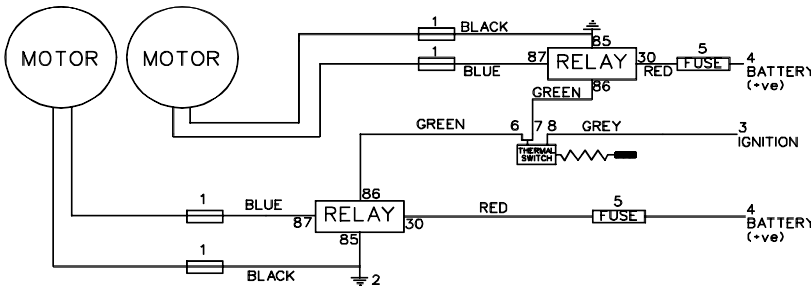 1 BLACK
85
MOTOR MOTOR
1
BLUE
87 RELAY 30 RED
5
FUSE
4
BATTERY
(+ve)
86
GREEN
GREEN 6 7 8 GREY
3
IGNITION
THERMAL
SWITCH
86
1 BLUE
87 RELAY 30
RED
5
FUSE
4
BATTERY
(+ve)
85
1
BLACK
2